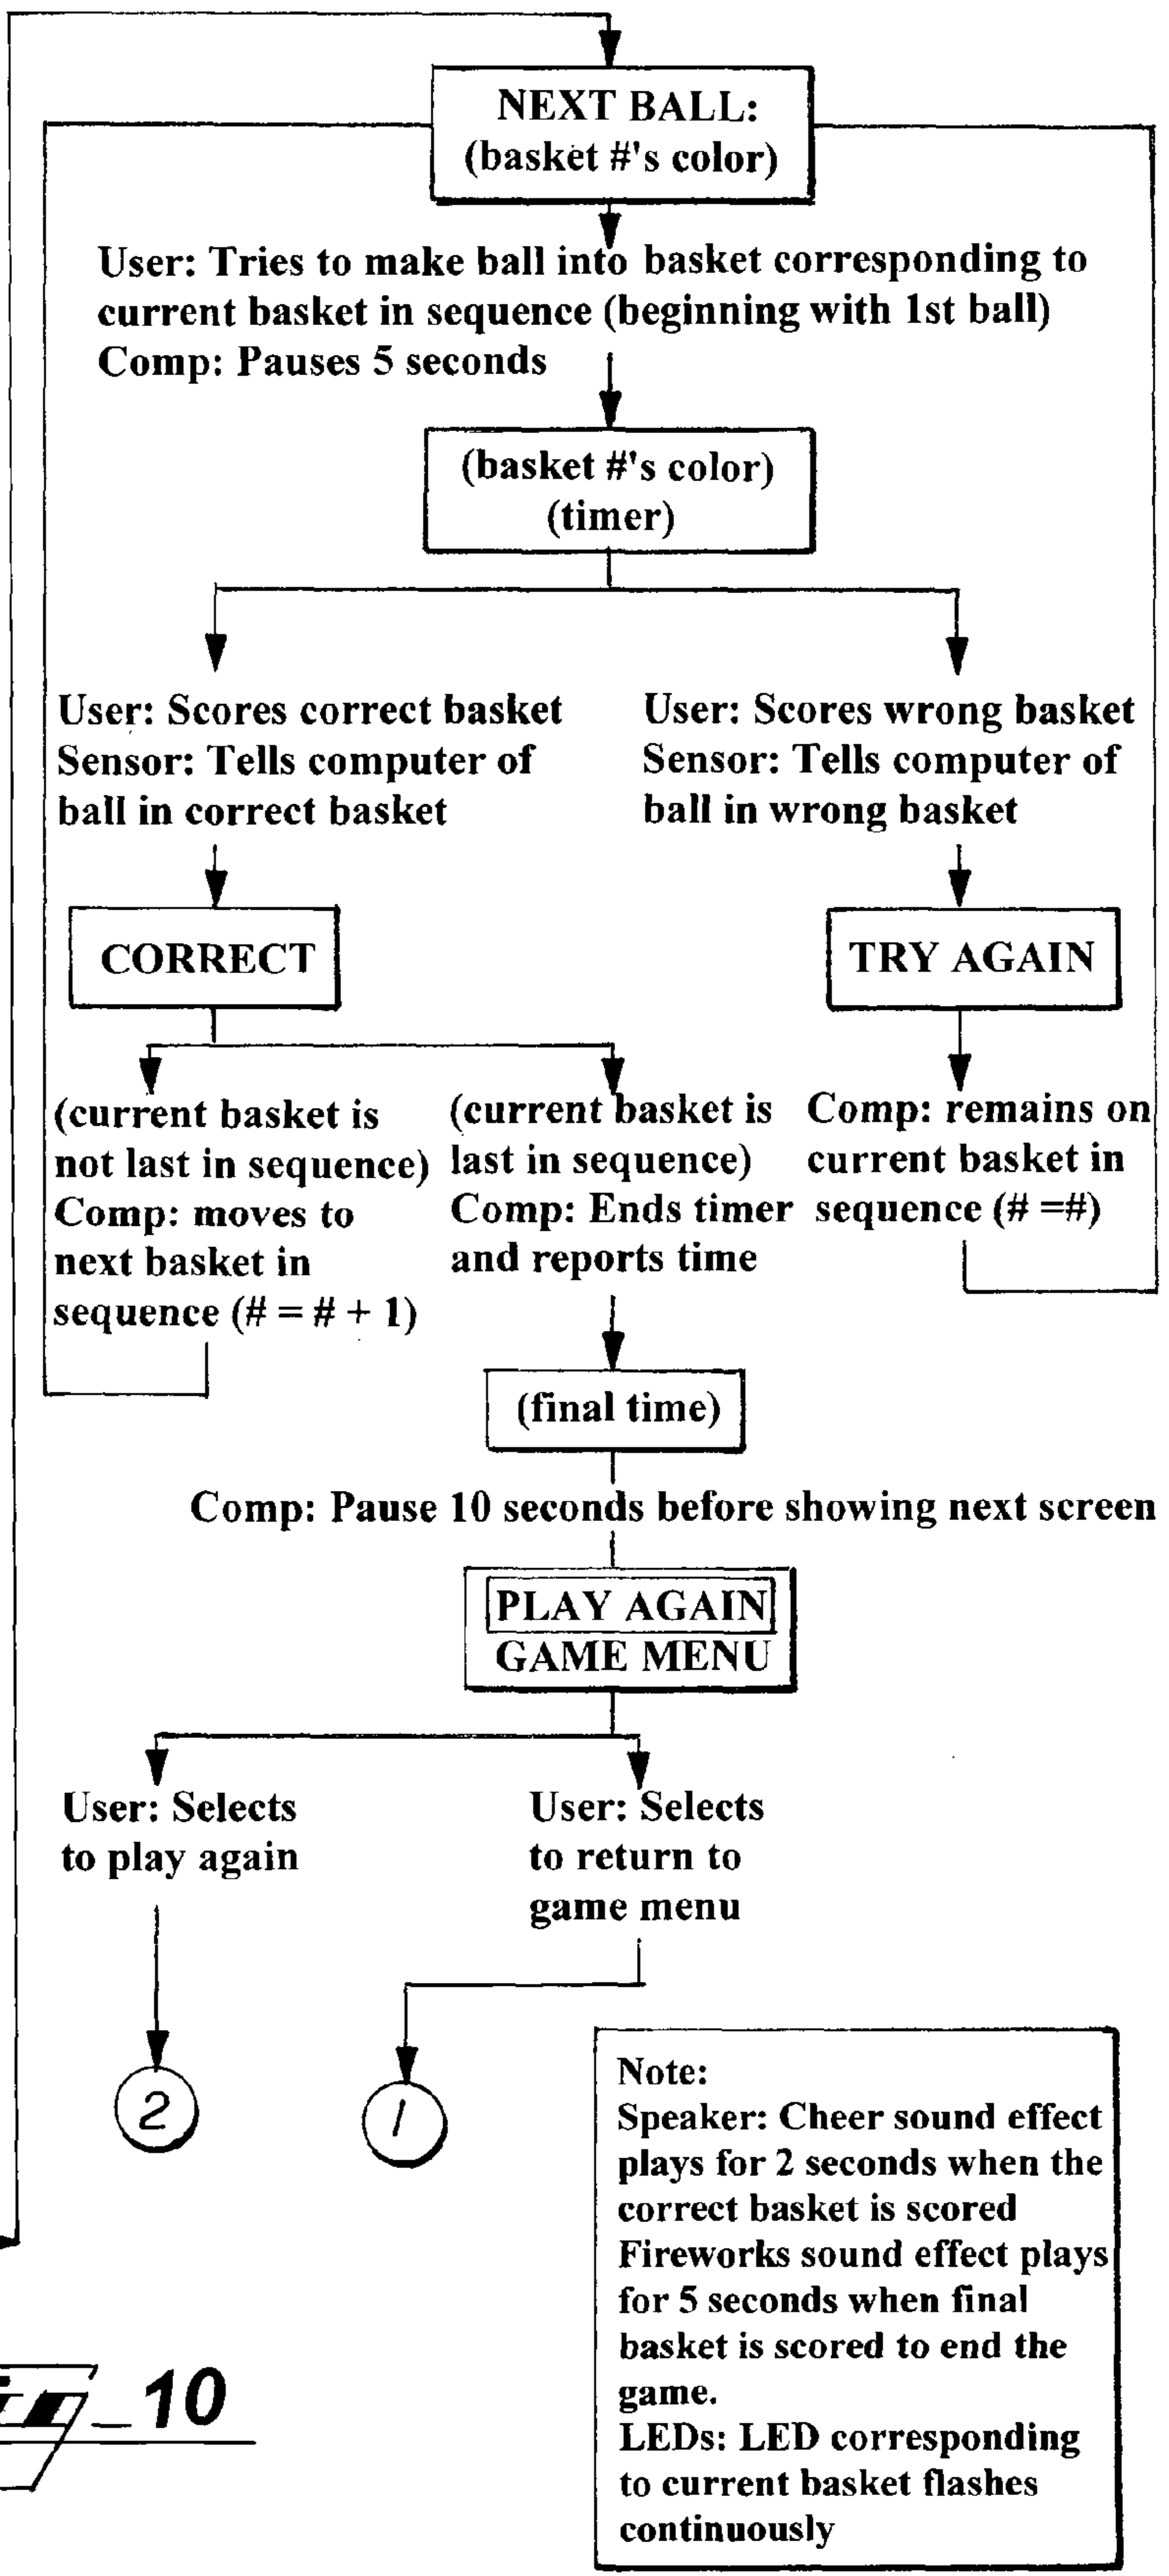 NEXT BALL:
(basket #'s color)
User: Tries to make ball into basket corresponding to
current basket in sequence (beginning with 1st ball)
Comp: Pauses 5 seconds
(basket #'s color)
(timer)
User: Scores correct basket
Sensor: Tells computer of
ball in correct basket
User: Scores wrong basket
Sensor: Tells computer of
ball in wrong basket
CORRECT
TRY AGAIN
(current basket is
not last in sequence)
Comp: moves to
next basket in
sequence (# = # + 1)
(current basket is
last in sequence)
Comp: Ends timer
and reports time
Comp: remains on
current basket in
sequence (# =#)
(final time)
Comp: Pause 10 seconds before showing next screen
PLAY AGAIN
GAME MENU
User: Selects
to play again
User: Selects
to return to
game menu
2
1
Note:
Speaker: Cheer sound effect
plays for 2 seconds when the
correct basket is scored
Fireworks sound effect plays
for 5 seconds when final
basket is scored to end the
game.
LEDs: LED corresponding
to current basket flashes
continuously
10